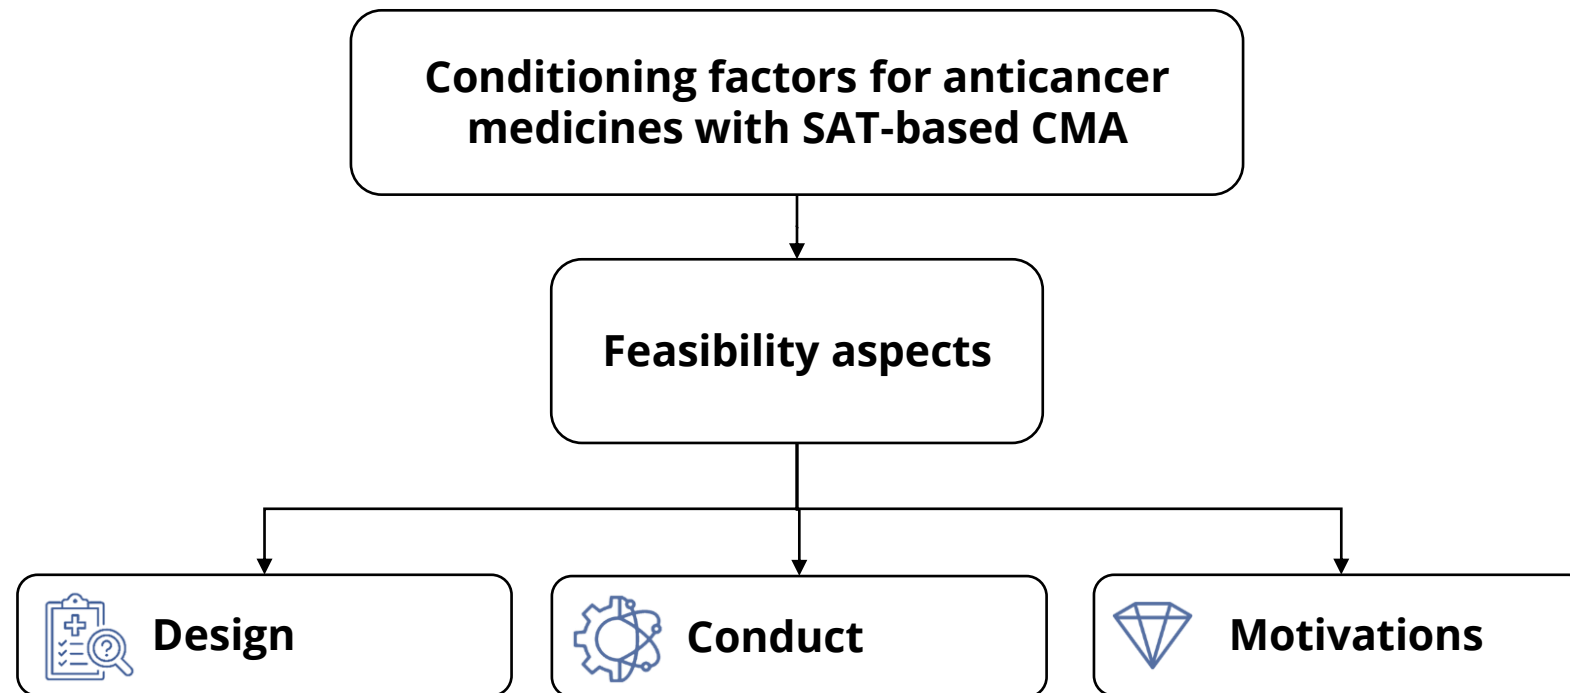 Conditioning factors for anticancer
medicines with SAT-based CMA
Feasibility aspects
Design
Conduct
Motivations